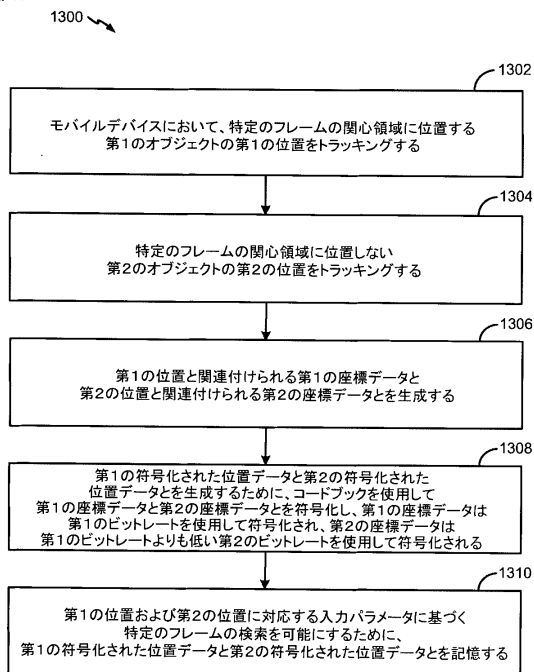 1300
1302
モバイルデバイスにおいて、特定のフレームの関心領域に位置する
第1のオブジェクトの第1の位置をトラッキングする
1304
特定のフレームの関心領域に位置しない
第2のオブジェクトの第2の位置をトラッキングする
1306
第1の位置と関連付けられる第1の座標データと
第2の位置と関連付けられる第2の座標データとを生成する
1308
第1の符号化された位置データと第2の符号化された
位置データとを生成するために、コードブックを使用して
第1の座標データと第2の座標データとを符号化し、第1の座標データは
第1のビットレートを使用して符号化され、第2の座標データは
第1のビットレートよりも低い第2のビットレートを使用して符号化される
1310
第1の位置および第2の位置に対応する入力パラメータに基づく
特定のフレームの検索を可能にするために、
第1の符号化された位置データと第2の符号化された位置データとを記憶する